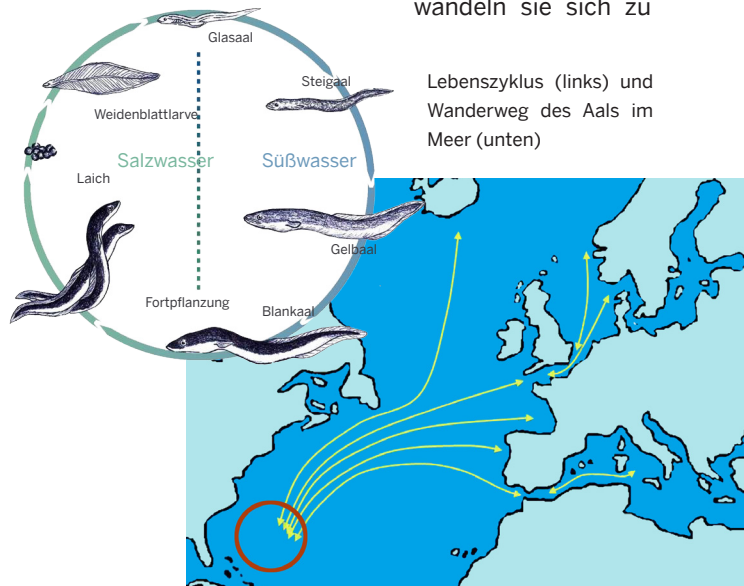 wandeln sie sich zu
Glasaal
Steigaal
Weidenblattlarve
Salzwasser
Süßwasser
Laich
Gelbaal
Fortpflanzung
Blankaal
Lebenszyklus (links) und
Wanderweg des Aals im
Meer (unten)